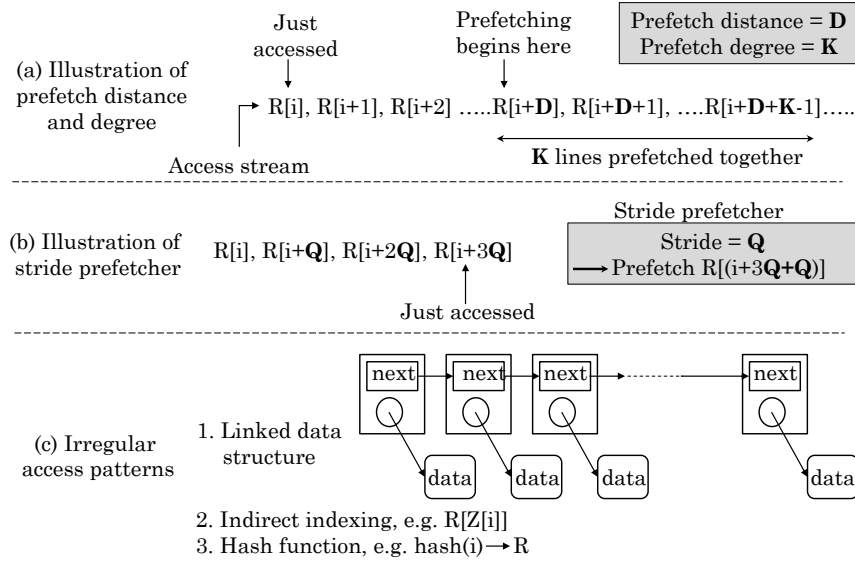 Just
accessed
Prefetching
begins here
Prefetch distance = D
Prefetch degree = K
(a) Illustration of
prefetch distance
and degree
R[i], R[i+1], R[i+2] .....R[i+D], R[i+D+1], ....R[i+D+K-1].....
Access stream
K lines prefetched together
(b) Illustration of
stride prefetcher
R[i], R[i+Q], R[i+2Q], R[i+3Q]
Just accessed
Stride prefetcher
Stride = Q
Prefetch R[(i+3Q+Q)]
(c) Irregular
access patterns
1. Linked data
structure
next next next next
data data data data
2. Indirect indexing, e.g. R[Z[i]]
3. Hash function, e.g. hash(i)→R